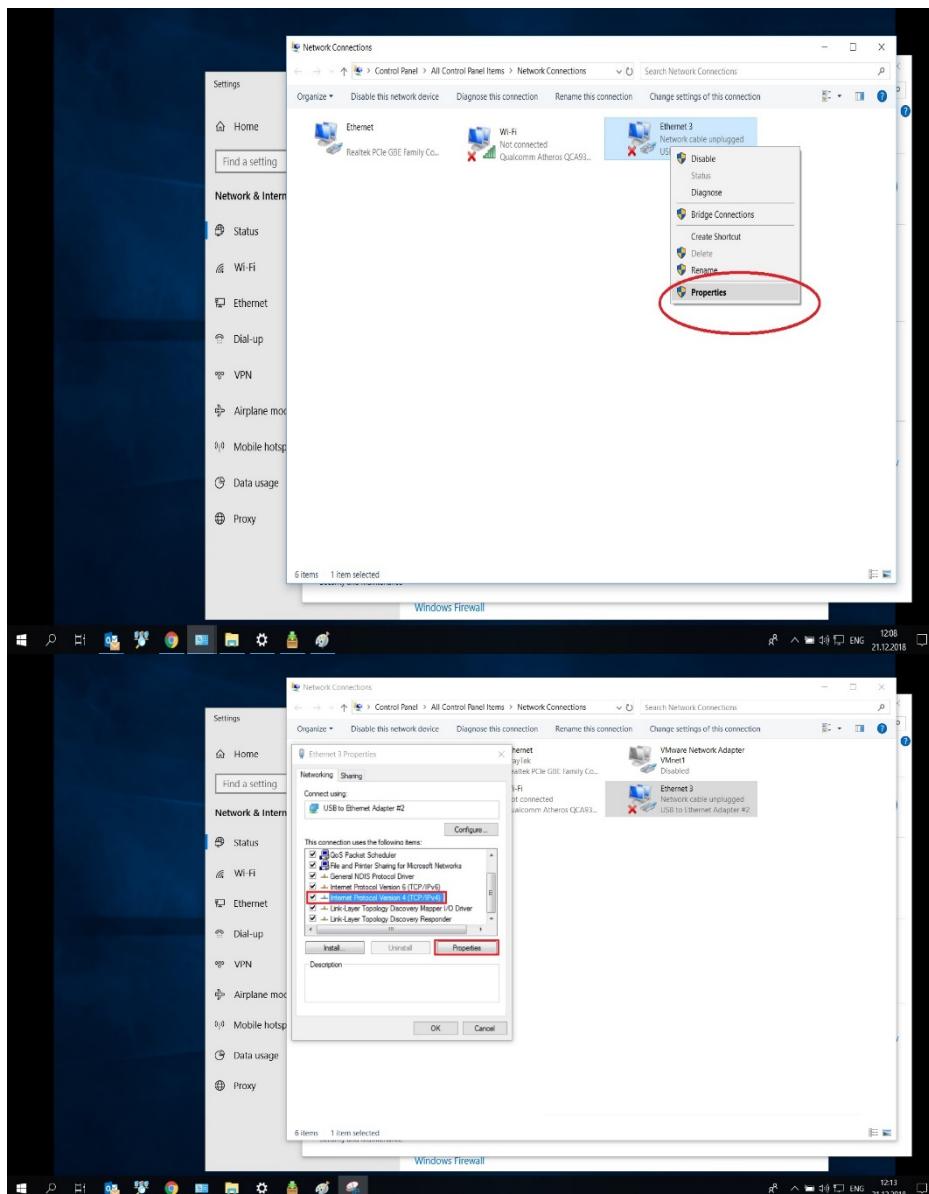 Network Connections
Control Panel > All Control Panel Items > Network Connections
Search Network Connections
Settings
Organize
Disable this network device
Diagnose this connection
Rename this connection
Change settings of this connection
Home
Find a setting
Network & Intern
Status
Wi-Fi
Ethernet
Dial-up
VPN
Airplane mod
Mobile hotsp
Data usage
Proxy
Ethernet
Realtek PCIe GBE Family Co...
Wi-Fi
Not connected
Qualcomm Atheros QCA93...
Ethernet 3
Network cable unplugged
Disable
Status
Diagnose
Bridge Connections
Create Shortcut
Delete
Rename
Properties
6 items 1 item selected
Windows Firewall
ENG
12:08
21.12.2018
Network Connections
Control Panel > All Control Panel Items > Network Connections
Search Network Connections
Settings
Organize
Disable this network device
Diagnose this connection
Rename this connection
Change settings of this connection
Home
Find a setting
Network & Intern
Status
Wi-Fi
Ethernet
Dial-up
VPN
Airplane mod
Mobile hotsp
Data usage
Proxy
Ethernet 3 Properties
Networking Sharing
Connect using:
USB to Ethernet Adapter #2
Configure...
This connection uses the following items:
QoS Packet Scheduler
File and Printer Sharing for Microsoft Networks
General NDIS Protocol Driver
Internet Protocol Version 6 (TCP/IPv6)
Internet Protocol Version 4 (TCP/IPv4)
Link-Layer Topology Discovery Mapper I/O Driver
Link-Layer Topology Discovery Responder
Install... Uninstall Properties
Description
OK Cancel
VMware Network Adapter
VMnet1
Disabled
Ethernet 3
Network cable unplugged
USB to Ethernet Adapter #2
6 items 1 item selected
Windows Firewall
ENG
12:13